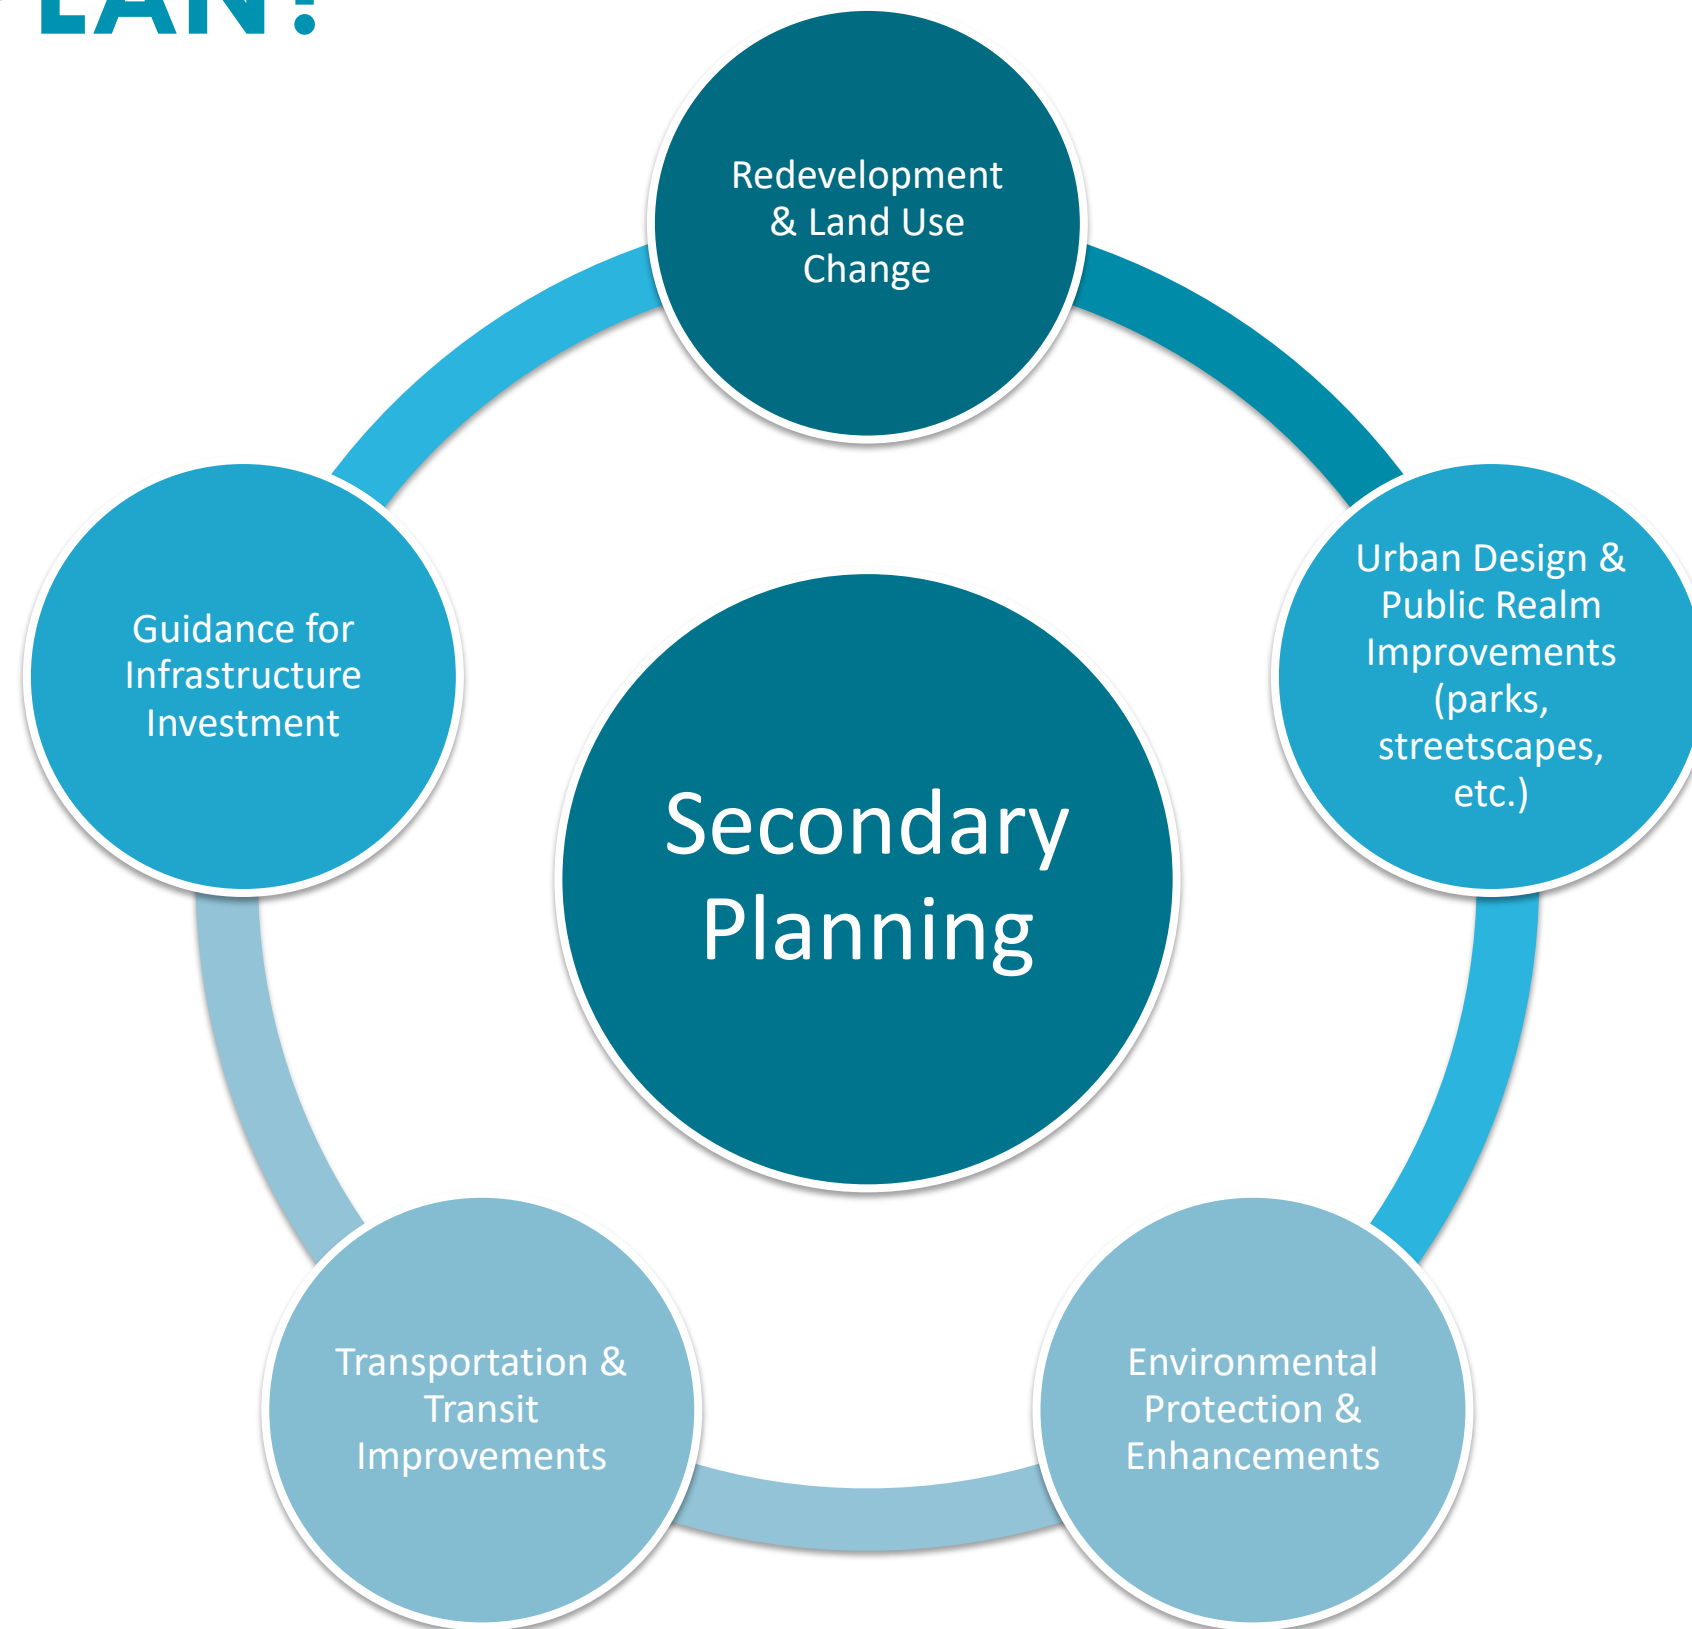 PLAN?
Redevelopment
& Land Use
Change
Urban Design &
Public Realm
Improvements
(parks,
streetscapes,
etc.)
Guidance for
Infrastructure
Investment
Secondary
Planning
Transportation &
Transit
Improvements
Environmental
Protection &
Enhancements